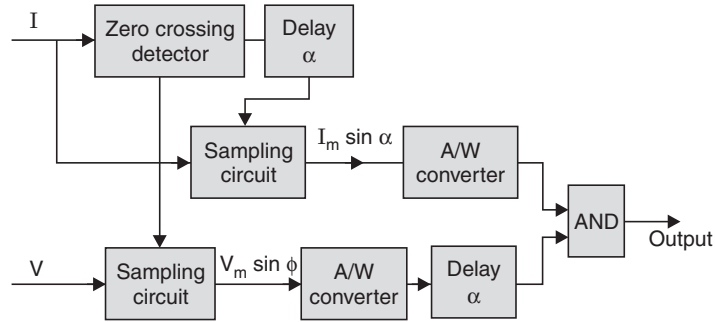 I
Zero crossing
detector
Delay
α
Sampling
circuit
I_m sin α
A/W
converter
AND
Output
V
Sampling
circuit
V_m sin ϕ
A/W
converter
Delay
α